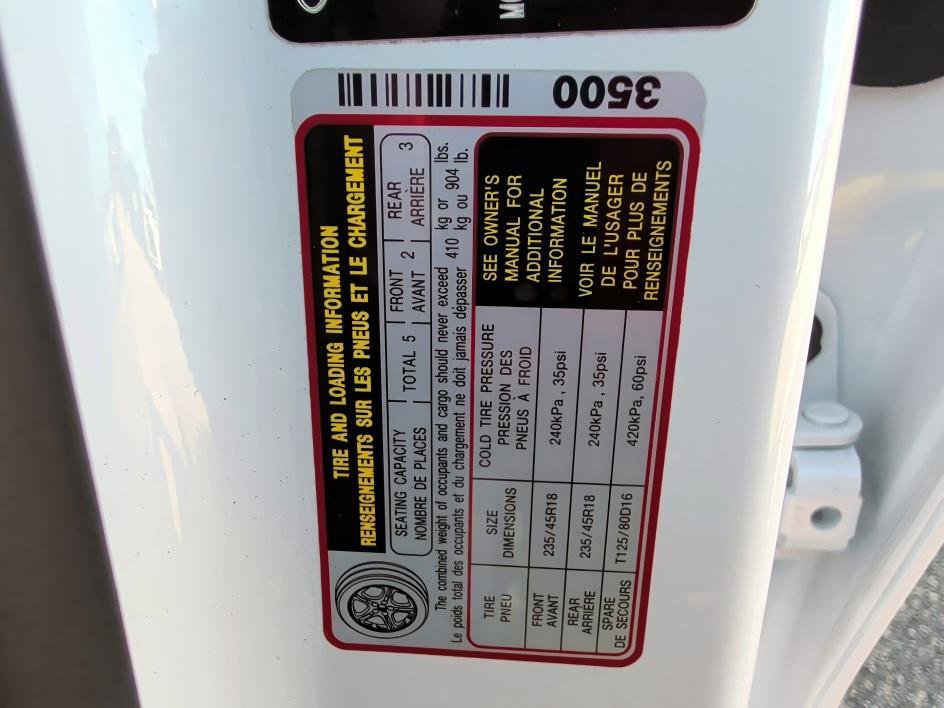 3500
TIRE AND LOADING INFORMATION
RENSEIGNEMENTS SUR LES PNEUS ET LE CHARGEMENT
SEATING CAPACITY
NOMBRE DE PLACES
TOTAL 5
FRONT
AVANT 2
REAR
ARRIÈRE 3
The combined weight of occupants and cargo should never exceed 410 kg or lbs.
Le poids total des occupants et du chargement ne doit jamais dépasser 410 kg ou 904 lb.
TIRE
PNEU
SIZE
DIMENSIONS
COLD TIRE PRESSURE
PRESSION DES
PNEUS À FROID
FRONT
AVANT
235/45R18
240kPa , 35psi
REAR
ARRIÈRE
235/45R18
240kPa , 35psi
SPARE
DE SECOURS
T125/80D16
420kPa, 60psi
SEE OWNER'S
MANUAL FOR
ADDITIONAL
INFORMATION
VOIR LE MANUEL
DE L'USAGER
POUR PLUS DE
RENSEIGNEMENTS